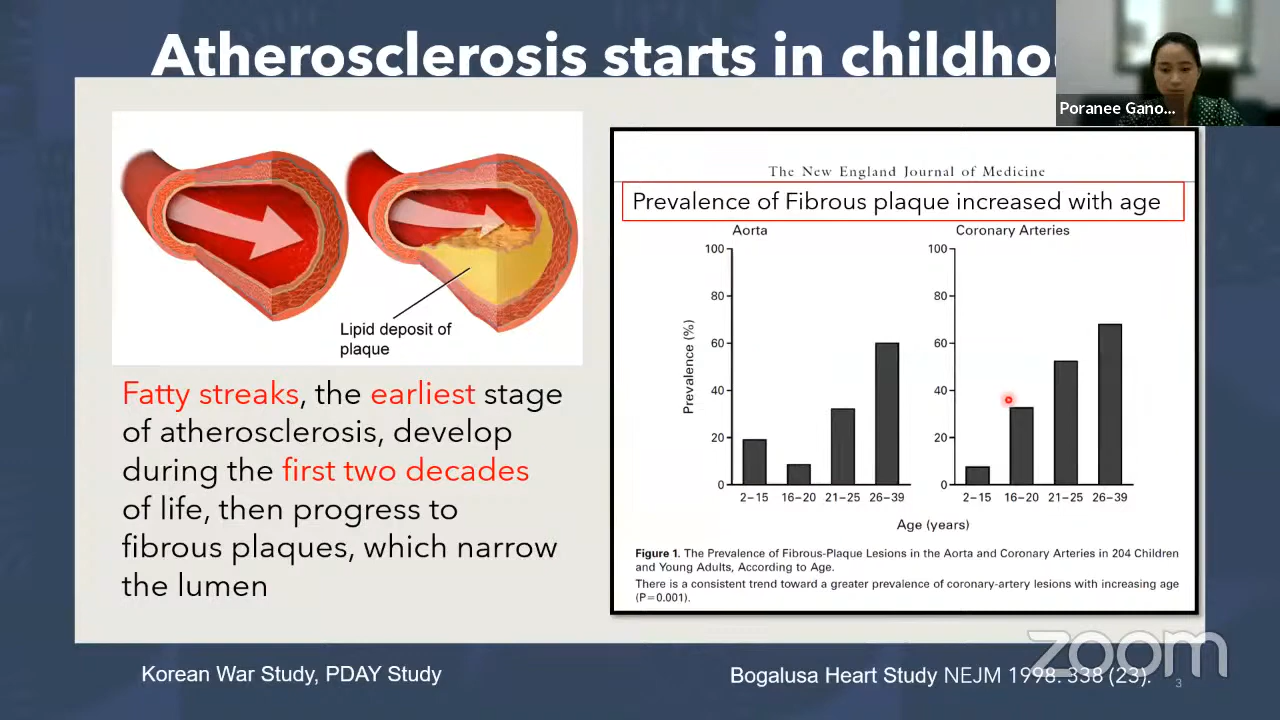 Atherosclerosis starts in childho
Poranee Gano...
Lipid deposit of
plaque
Fatty streaks, the earliest stage
of atherosclerosis, develop
during the first two decades
of life, then progress to
fibrous plaques, which narrow
the lumen
The New England Journal of Medicine
Prevalence of Fibrous plaque increased with age
Aorta
Coronary Arteries
Prevalence (%)
100
80
60
40
20
0
2–15 16–20 21–25 26–39
100
80
60
40
20
0
2–15 16–20 21–25 26–39
Age (years)
Figure 1. The Prevalence of Fibrous-Plaque Lesions in the Aorta and Coronary Arteries in 204 Children
and Young Adults, According to Age.
There is a consistent trend toward a greater prevalence of coronary-artery lesions with increasing age
(P=0.001).
Korean War Study, PDAY Study
Bogalusa Heart Study NEJM 1998. 338 (23).
3
zoom